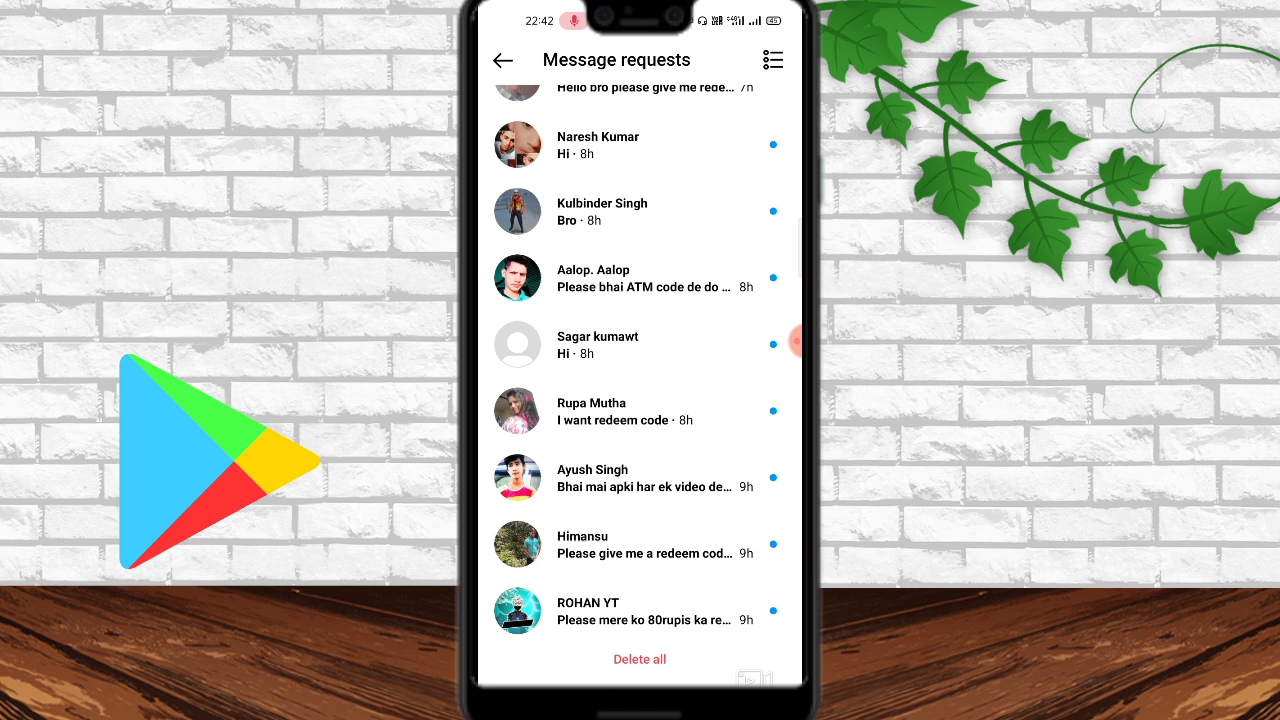 22:42
45
Message requests
Hello bro please give me rede... 7h
Naresh Kumar
Hi · 8h
Kulbinder Singh
Bro · 8h
Aalop. Aalop
Please bhai ATM code de do ... 8h
Sagar kumawt
Hi · 8h
Rupa Mutha
I want redeem code · 8h
Ayush Singh
Bhai mai apki har ek video de... 9h
Himansu
Please give me a redeem cod... 9h
ROHAN YT
Please mere ko 80rupis ka re... 9h
Delete all